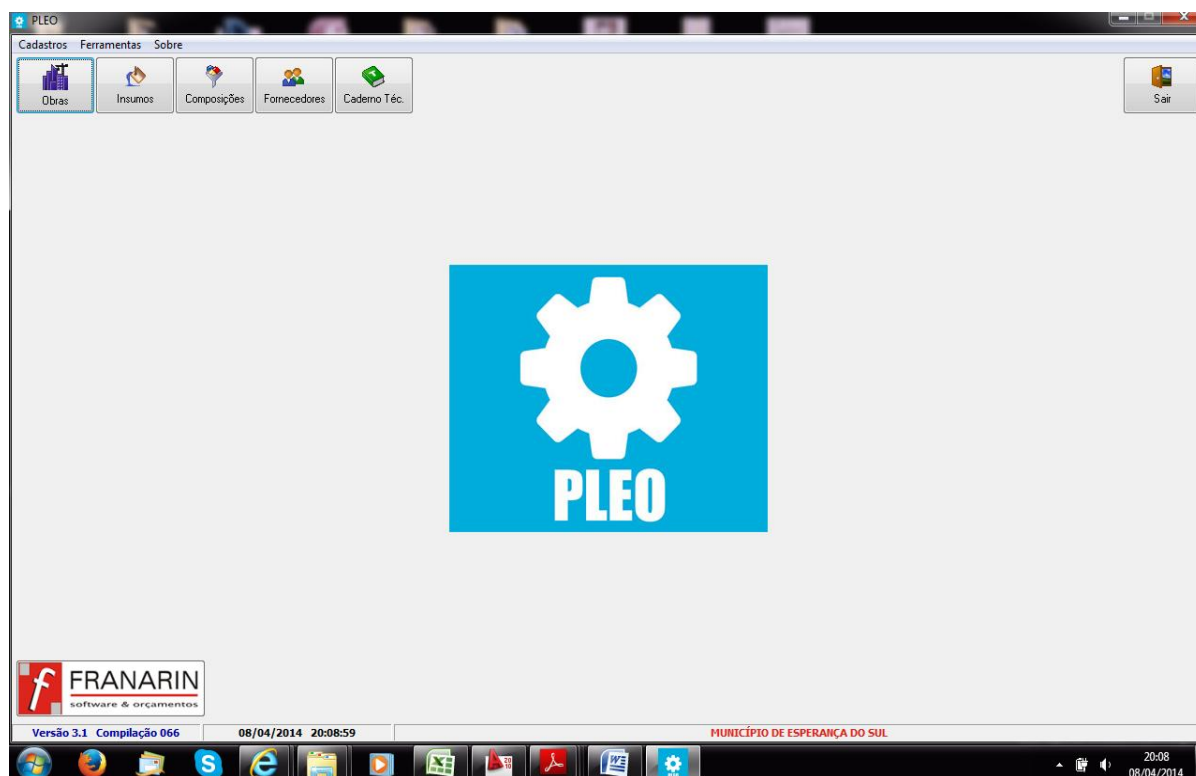 PLEO
Cadastros Ferramentas Sobre
Obras Insumos Composições Fornecedores Caderno Téc. Sair
PLEO
FRANARIN
software & orçamentos
Versão 3.1 Compilação 066 08/04/2014 20:08:59 MUNICÍPIO DE ESPERANÇA DO SUL
20:08
08/04/2014